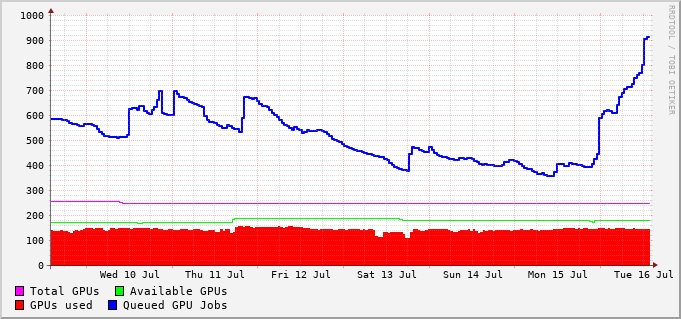 1000
900
800
700
600
500
400
300
200
100
0
Wed 10 Jul Thu 11 Jul Fri 12 Jul Sat 13 Jul Sun 14 Jul Mon 15 Jul Tue 16 Jul
Total GPUs Available GPUs
GPUs used Queued GPU Jobs
RRDTOOL / TOBI OETIKER